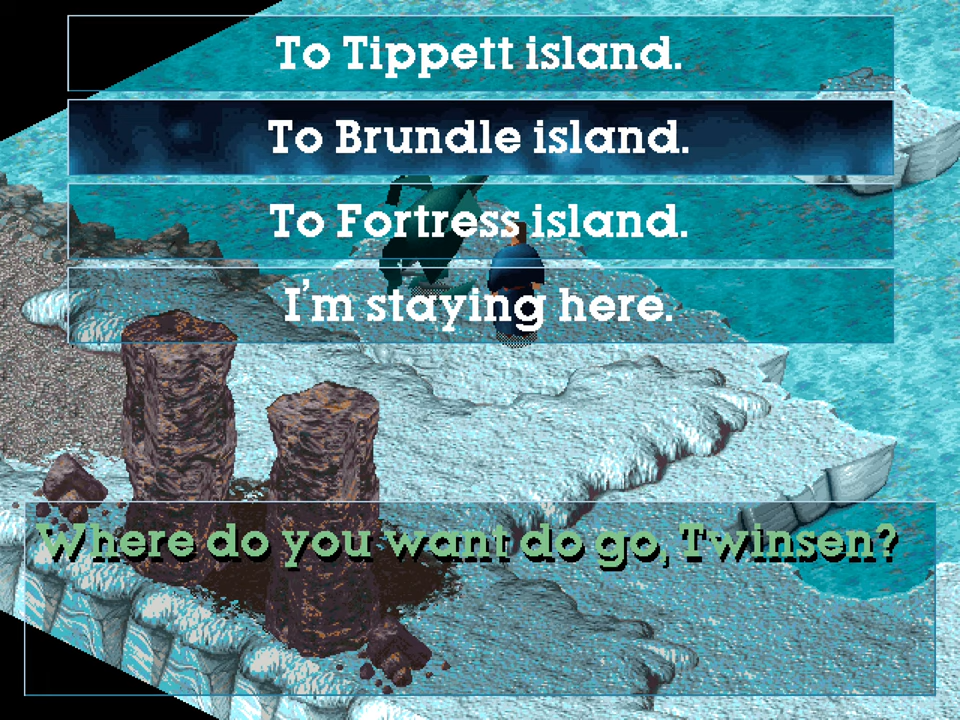 To Tippett island.
To Brundle island.
To Fortress island.
I'm staying here.
Where do you want do go, Twinsen?